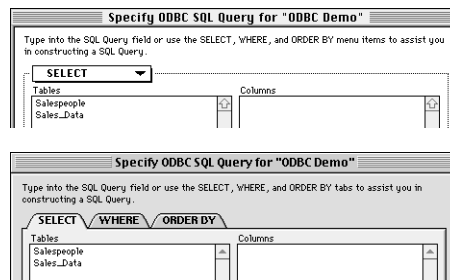 Specify ODBC SQL Query for "ODBC Demo"
Type into the SQL Query field or use the SELECT, WHERE, and ORDER BY menu items to assist you
in constructing a SQL Query.
SELECT
Tables Columns
Salespeople
Sales_Data
Specify ODBC SQL Query for "ODBC Demo"
Type into the SQL Query field or use the SELECT, WHERE, and ORDER BY tabs to assist you in
constructing a SQL Query.
SELECT WHERE ORDER BY
Tables Columns
Salespeople
Sales_Data